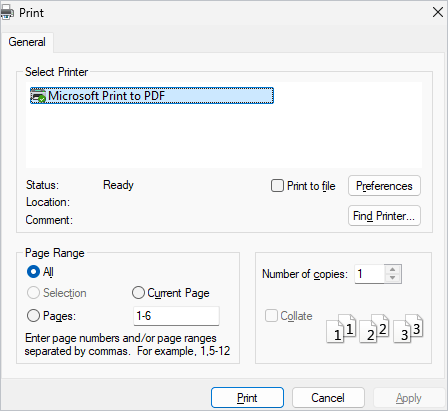 Print
General
Select Printer
Microsoft Print to PDF
Status: Ready
Print to file
Preferences
Location:
Comment:
Find Printer...
Page Range
All
Selection
Current Page
Pages: 1-6
Enter page numbers and/or page ranges
separated by commas. For example, 1,5-12
Number of copies: 1
Collate
1 1 2 2 3 3
Print
Cancel
Apply